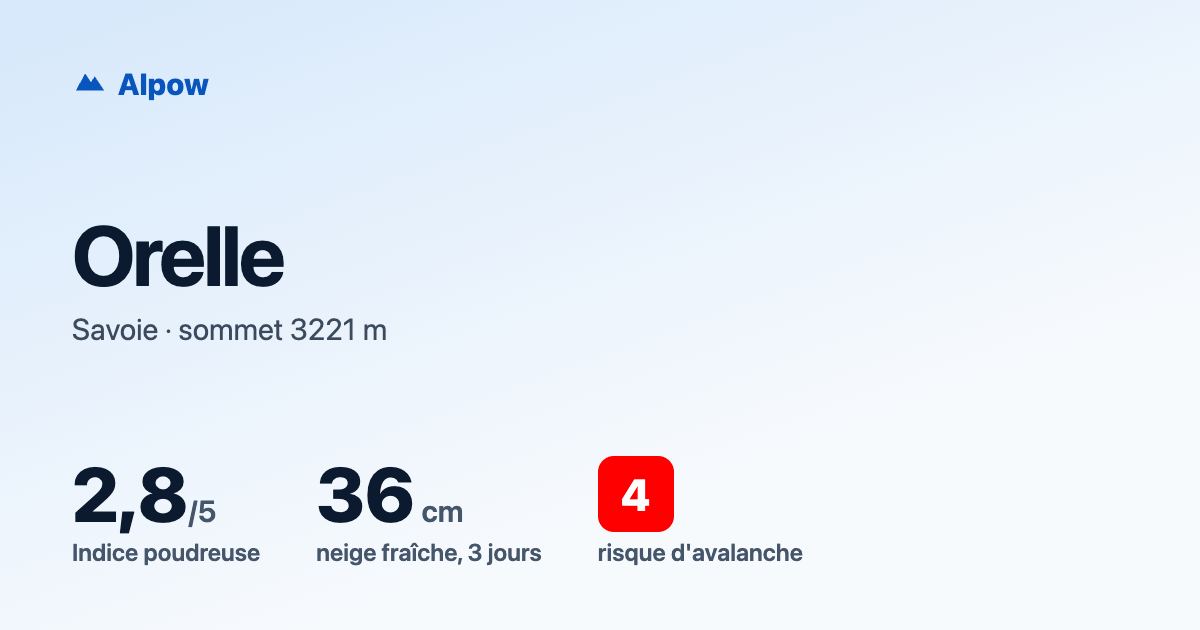 Alpow
Orelle
Savoie · sommet 3221 m
2,8/5
Indice poudreuse
36 cm
neige fraîche, 3 jours
4
risque d'avalanche